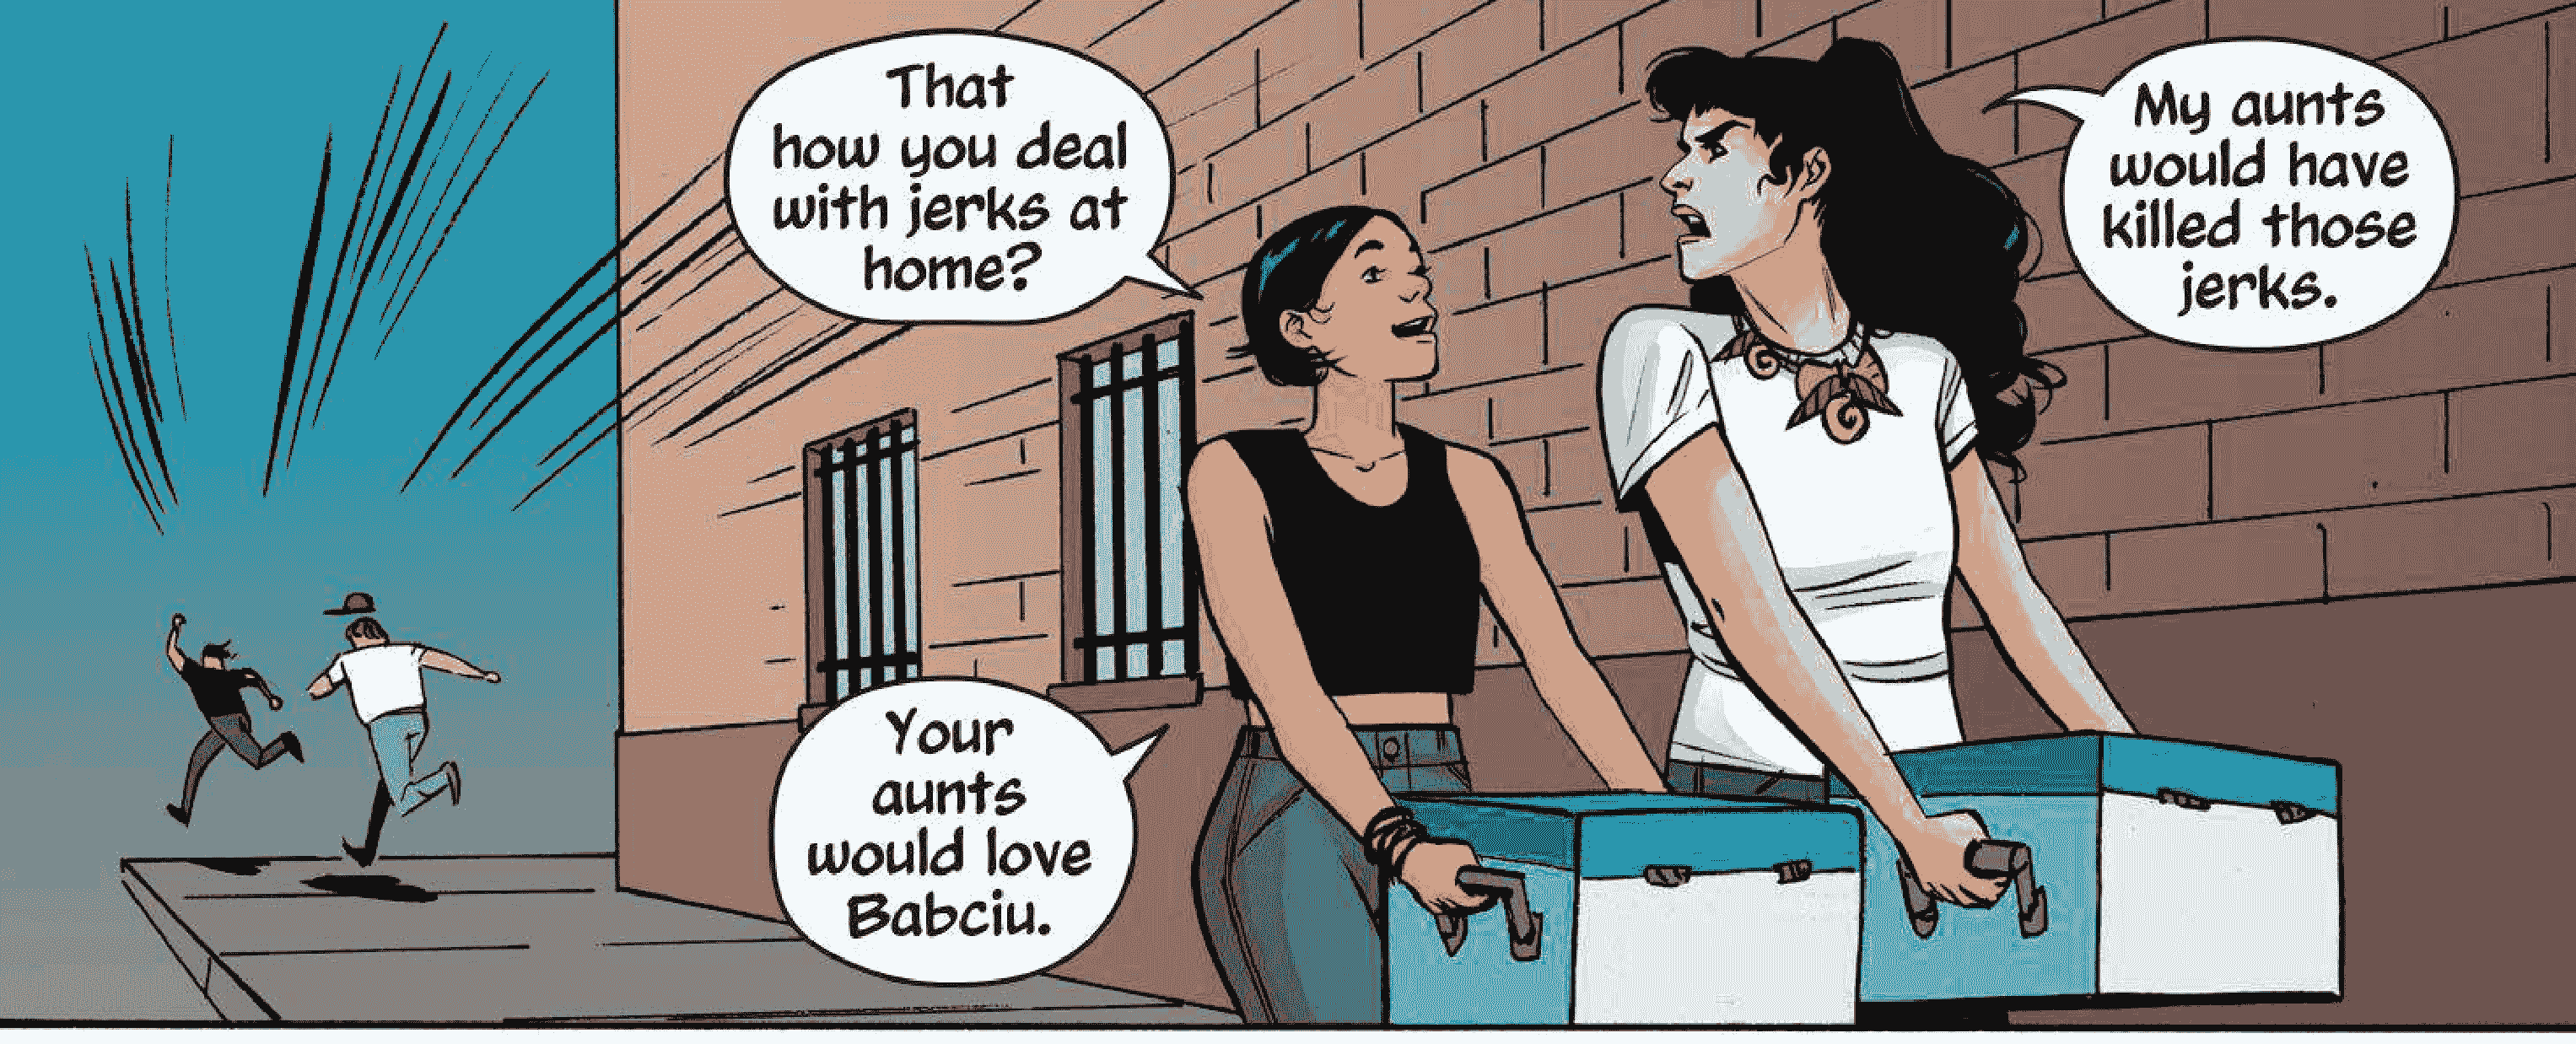 That
how you deal
with jerks at
home?
My aunts
would have
killed those
jerks.
Your
aunts
would love
Babciu.